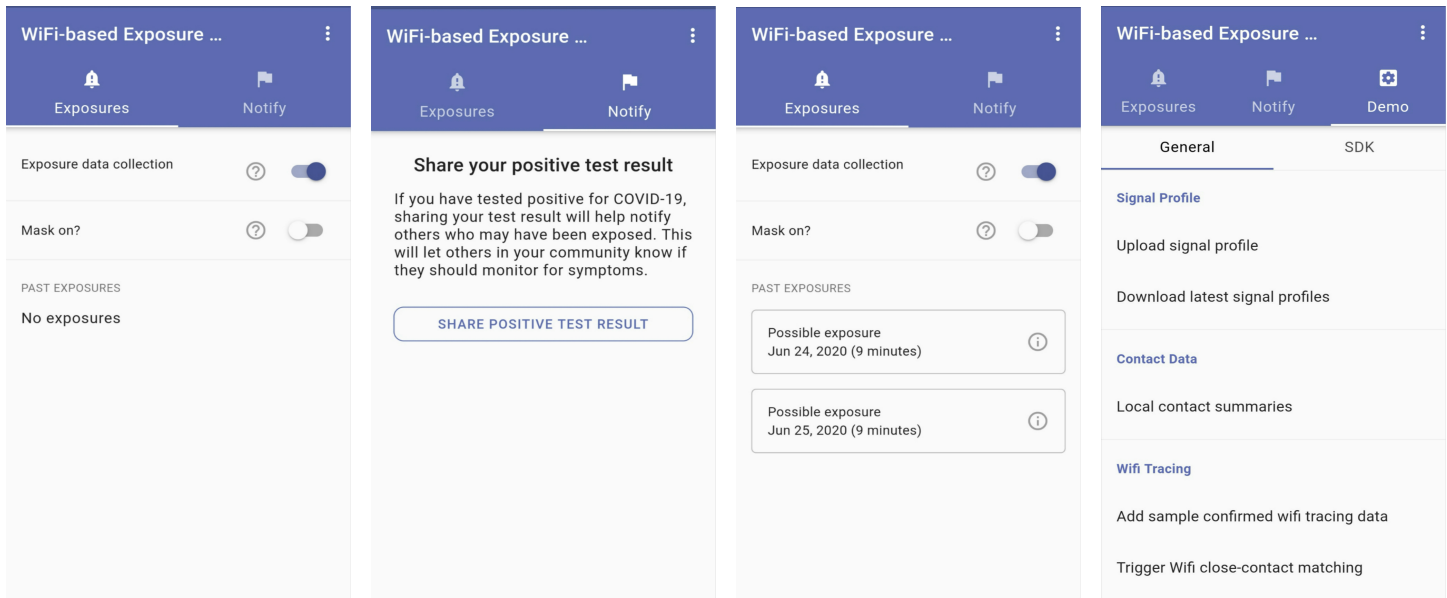 WiFi-based Exposure ...
Exposures
Notify
Exposure data collection
Mask on?
PAST EXPOSURES
No exposures
WiFi-based Exposure ...
Exposures
Notify
Share your positive test result
If you have tested positive for COVID-19,
sharing your test result will help notify
others who may have been exposed. This
will let others in your community know if
they should monitor for symptoms.
SHARE POSITIVE TEST RESULT
WiFi-based Exposure ...
Exposures
Notify
Exposure data collection
Mask on?
PAST EXPOSURES
Possible exposure
Jun 24, 2020 (9 minutes)
Possible exposure
Jun 25, 2020 (9 minutes)
WiFi-based Exposure ...
Exposures
Notify
Demo
General
SDK
Signal Profile
Upload signal profile
Download latest signal profiles
Contact Data
Local contact summaries
Wifi Tracing
Add sample confirmed wifi tracing data
Trigger Wifi close-contact matching